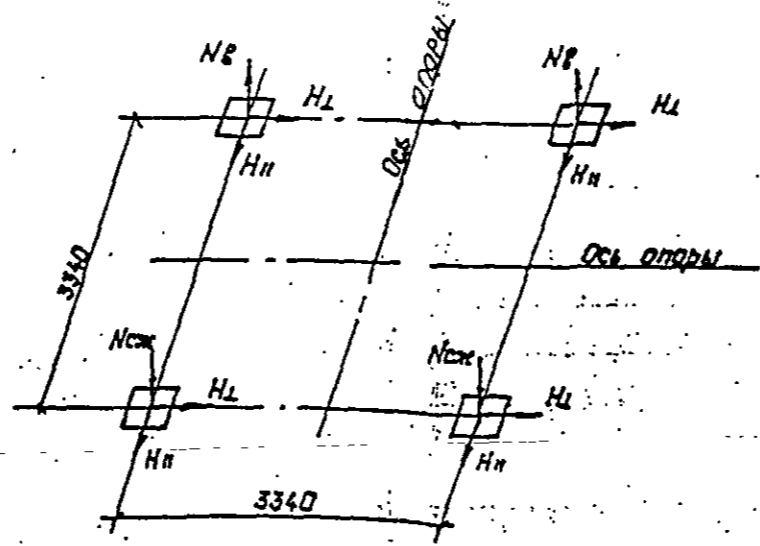 Nв
H⊥
Ось опоры
Nв
H⊥
Hıı
Hıı
3340
Ось опоры
Nсж
H⊥
Hıı
Nсж
H⊥
Hıı
3340